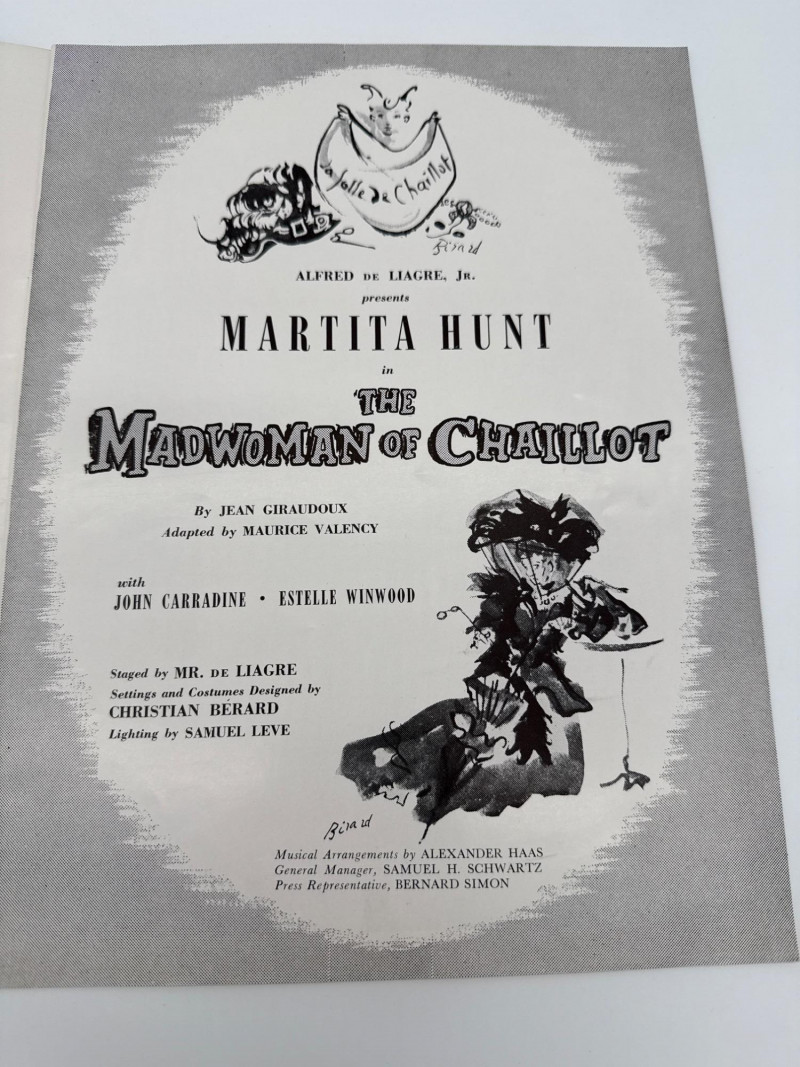 La Folle de Chaillot
Bérard
ALFRED DE LIAGRE, JR.
presents
MARTITA HUNT
in
THE
MADWOMAN OF CHAILLOT
By JEAN GIRAUDOUX
Adapted by MAURICE VALENCY
with
JOHN CARRADINE • ESTELLE WINWOOD
Staged by MR. DE LIAGRE
Settings and Costumes Designed by
CHRISTIAN BÉRARD
Lighting by SAMUEL LEVE
Bérard
Musical Arrangements by ALEXANDER HAAS
General Manager, SAMUEL H. SCHWARTZ
Press Representative, BERNARD SIMON